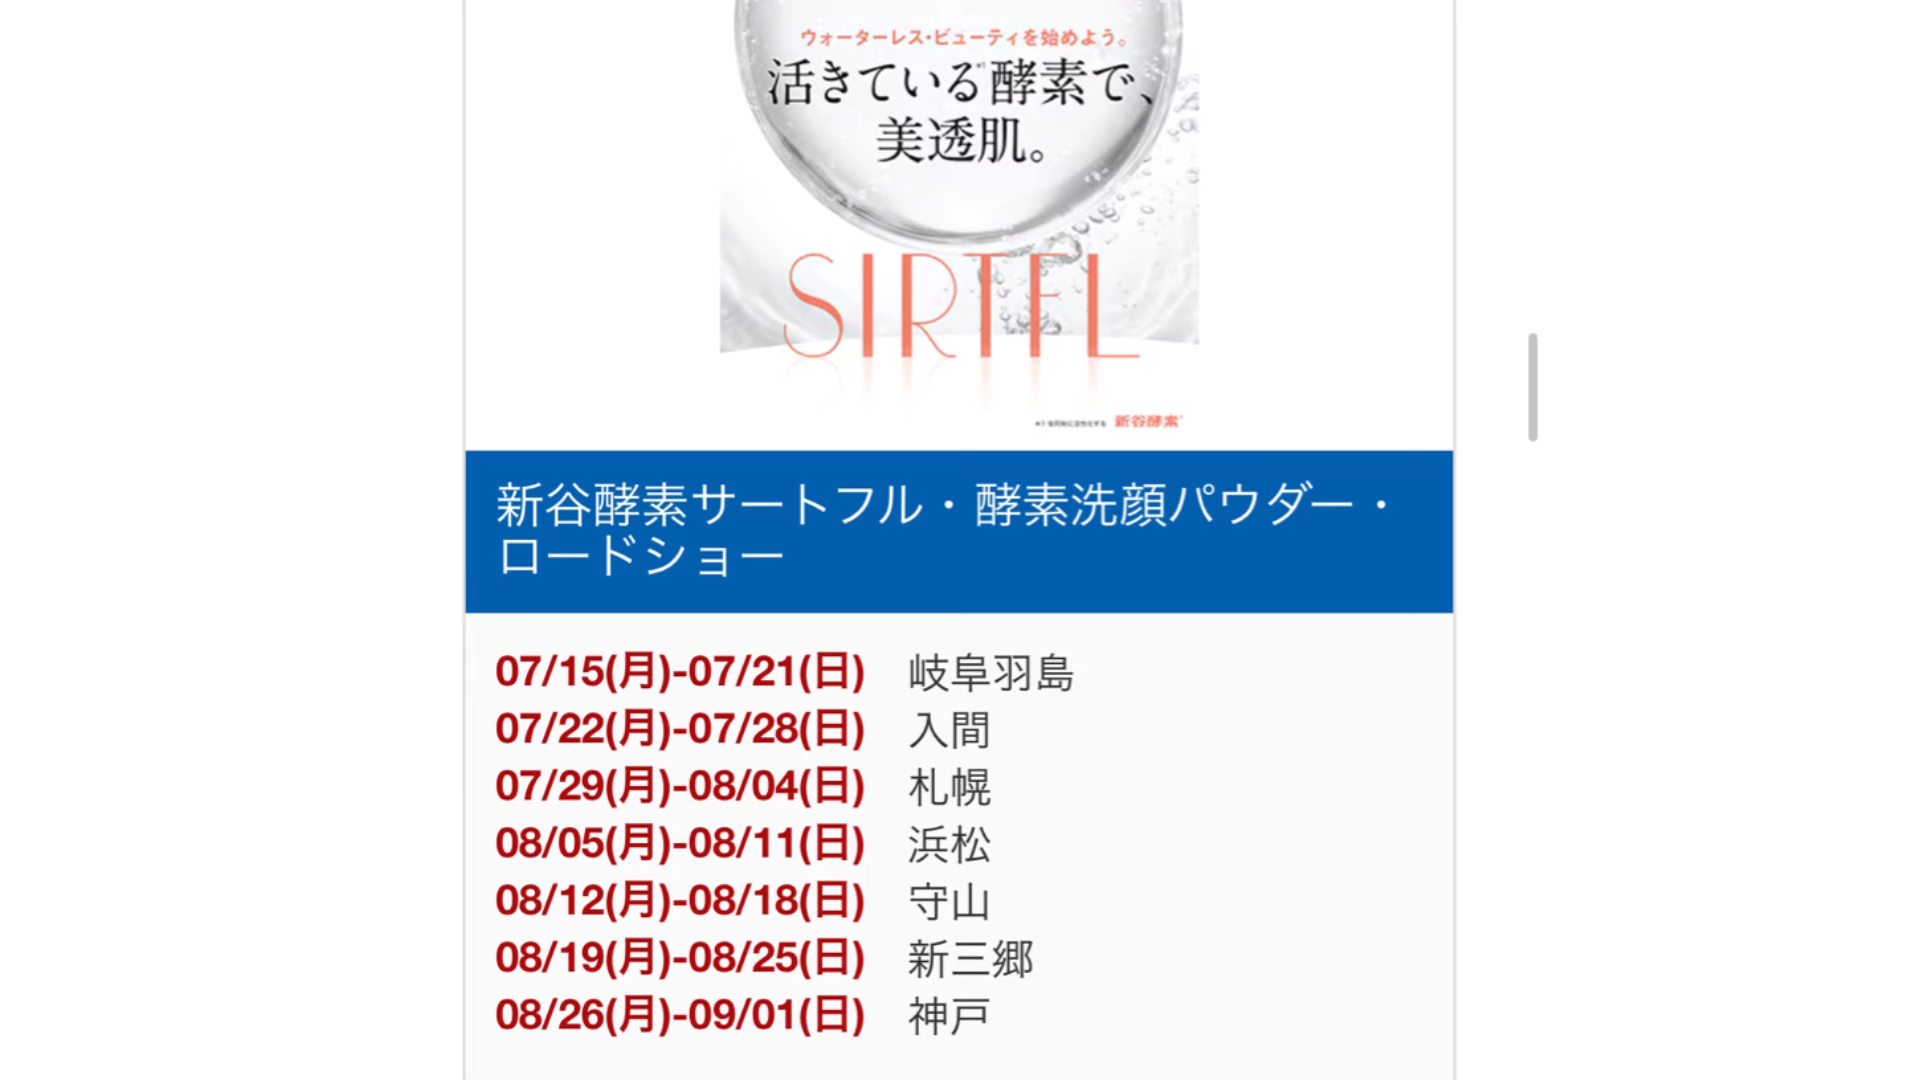 ウォーターレス・ビューティを始めよう。
活きている酵素で、
美透肌。
SIRTFL
新谷酵素
新谷酵素サートフル・酵素洗顔パウダー・
ロードショー
07/15(月)-07/21(日) 岐阜羽島
07/22(月)-07/28(日) 入間
07/29(月)-08/04(日) 札幌
08/05(月)-08/11(日) 浜松
08/12(月)-08/18(日) 守山
08/19(月)-08/25(日) 新三郷
08/26(月)-09/01(日) 神戸